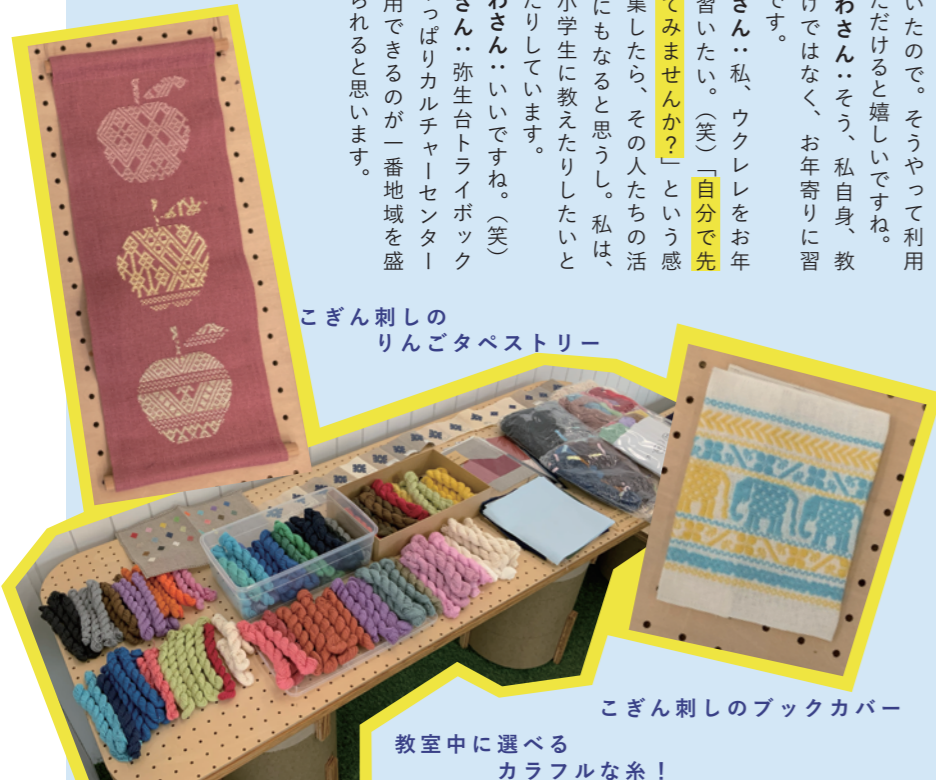 いたので。そうやって利用
ただけると嬉しいですね。
わさん：そう、私自身、教
けではなく、お年寄りに習
です。
さん：私、ウクレレをお年
習いたい。（笑）「自分で先
てみませんか？」という感
集したら、その人たちの活
にもなると思うし。私は、
小学生に教えたりしたいと
たりしています。
わさん：いいですね。（笑）
さん：弥生台トライボック
っぱりカルチャーセンター
用できるのが一番地域を盛
られると思います。
こぎん刺しの
りんごタペストリー
こぎん刺しのブックカバー
教室中に選べる
カラフルな糸！